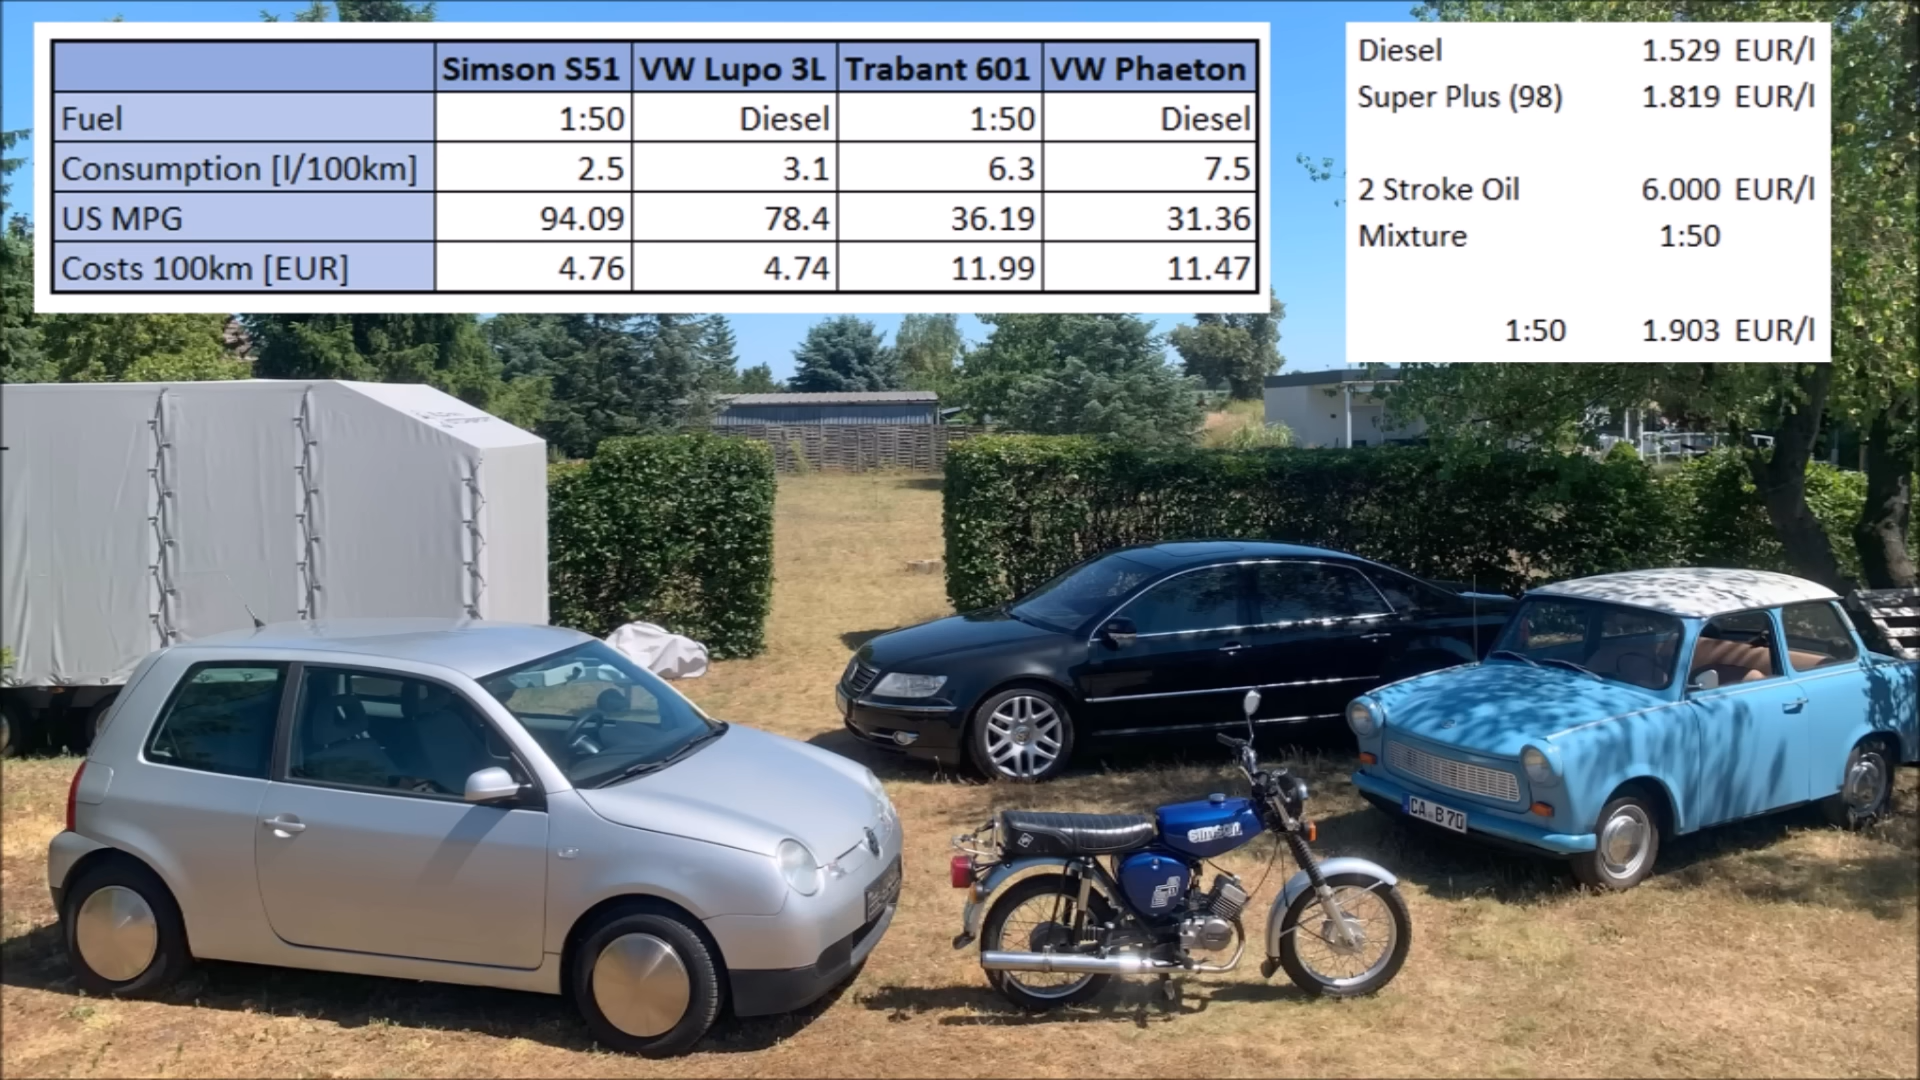 Simson S51 VW Lupo 3L Trabant 601 VW Phaeton
Fuel 1:50 Diesel 1:50 Diesel
Consumption [l/100km] 2.5 3.1 6.3 7.5
US MPG 94.09 78.4 36.19 31.36
Costs 100km [EUR] 4.76 4.74 11.99 11.47
Diesel 1.529 EUR/l
Super Plus (98) 1.819 EUR/l
2 Stroke Oil 6.000 EUR/l
Mixture 1:50
1:50 1.903 EUR/l
simson
CA B 70